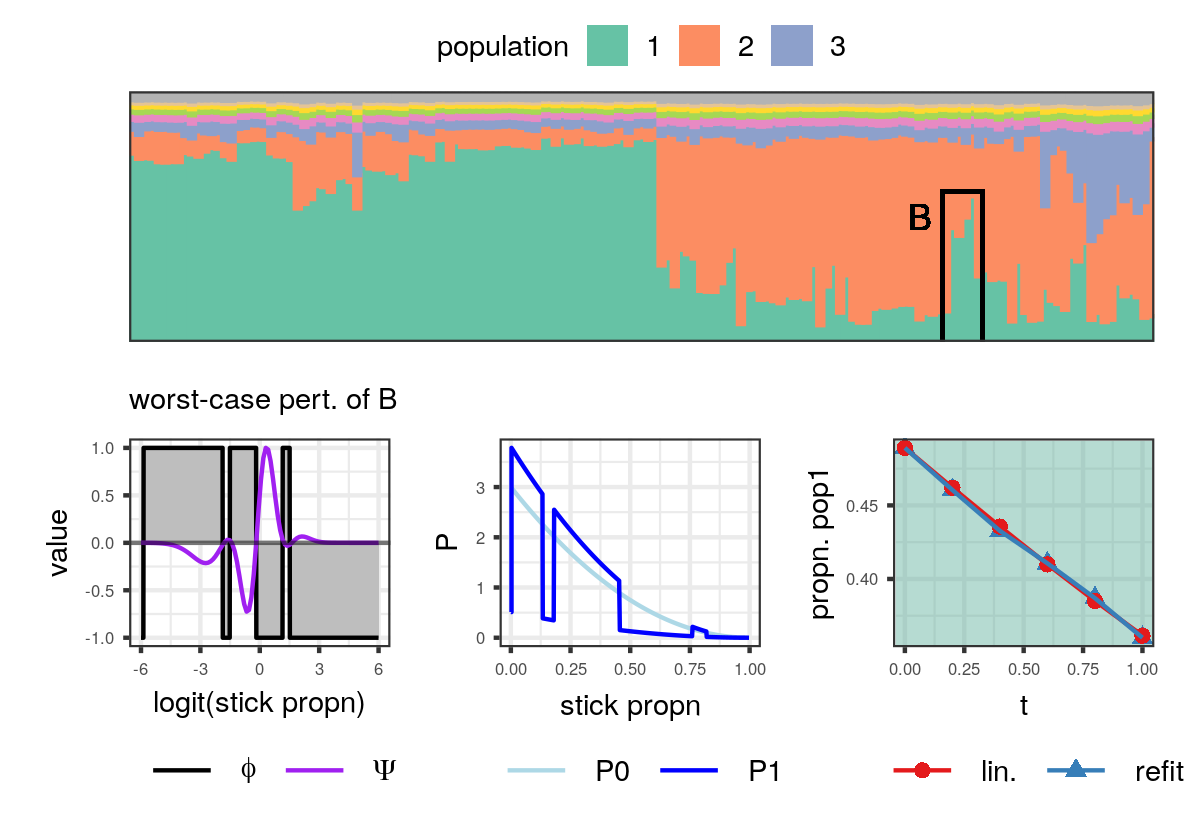 population 1 2 3
B
worst-case pert. of B
value
1.0
0.5
0.0
-0.5
-1.0
-6 -3 0 3 6
logit(stick propn)
ϕ Ψ
P
3
2
1
0
0.00 0.25 0.50 0.75 1.00
stick propn
P0 P1
propn. pop1
0.45
0.40
0.00 0.25 0.50 0.75 1.00
t
lin. refit